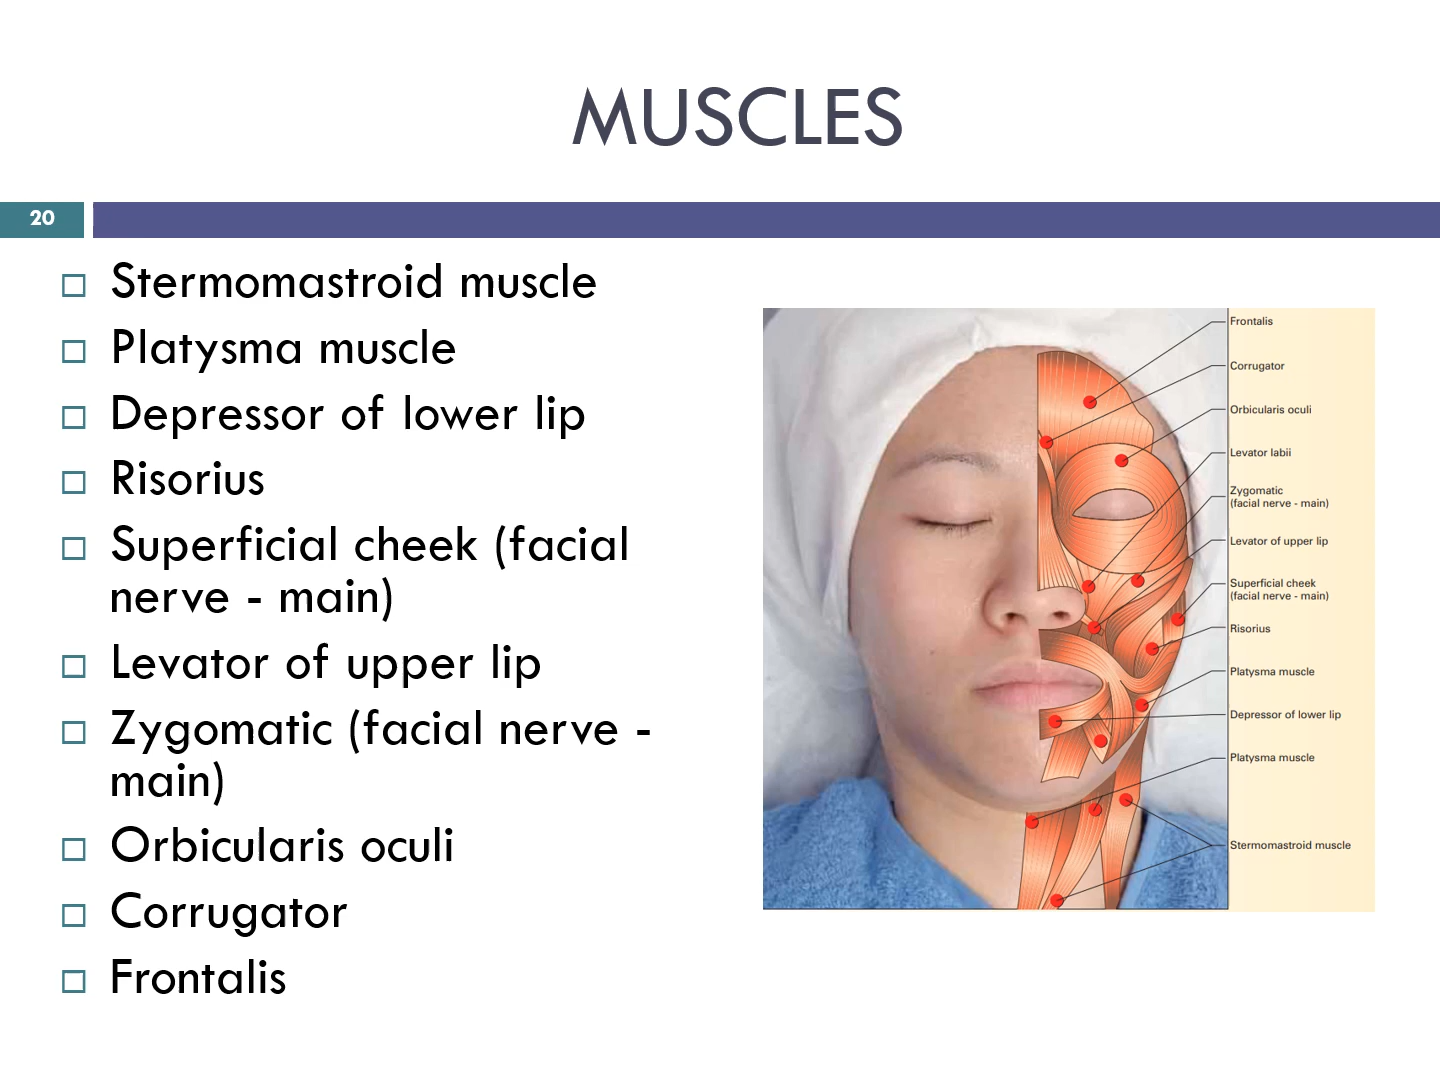 MUSCLES
20
Stermomastroid muscle
Platysma muscle
Depressor of lower lip
Risorius
Superficial cheek (facial
nerve - main)
Levator of upper lip
Zygomatic (facial nerve -
main)
Orbicularis oculi
Corrugator
Frontalis
Frontalis
Corrugator
Orbicularis oculi
Levator labii
Zygomatic
(facial nerve - main)
Levator of upper lip
Superficial cheek
(facial nerve - main)
Risorius
Platysma muscle
Depressor of lower lip
Platysma muscle
Stermomastroid muscle